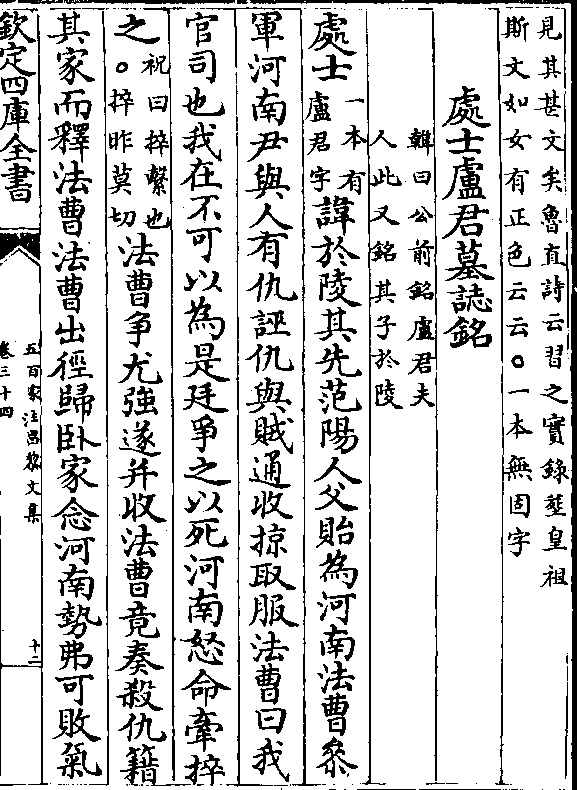 見其甚文矣魯直詩云習之實錄葬皇祖
斯文如女有正色云云○一本無固字
處士盧君墓誌銘
韓曰公前銘盧君夫
人此又銘其子於陵
處士
一本有
盧君字
諱於陵其先范陽人父貽為河南法曹參
軍河南尹與人有仇誣仇與賊通收掠取服法曹曰我
官司也我在不可以為是廷爭之以死河南怒命牽捽
之
祝曰捽繫也
○捽昨莫切
法曹爭尤強遂并收法曹竟奏殺仇籍
其家而釋法曹法曹出徑歸臥家念河南勢弗可敗氣
欽定四庫全書
五百家注昌黎文集
卷三十四
十二